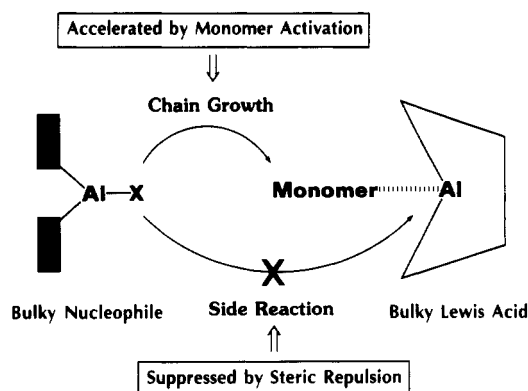 Accelerated by Monomer Activation
⇓
Chain Growth
Al—X
Monomer Al
X
Bulky Nucleophile Side Reaction Bulky Lewis Acid
⇑
Suppressed by Steric Repulsion